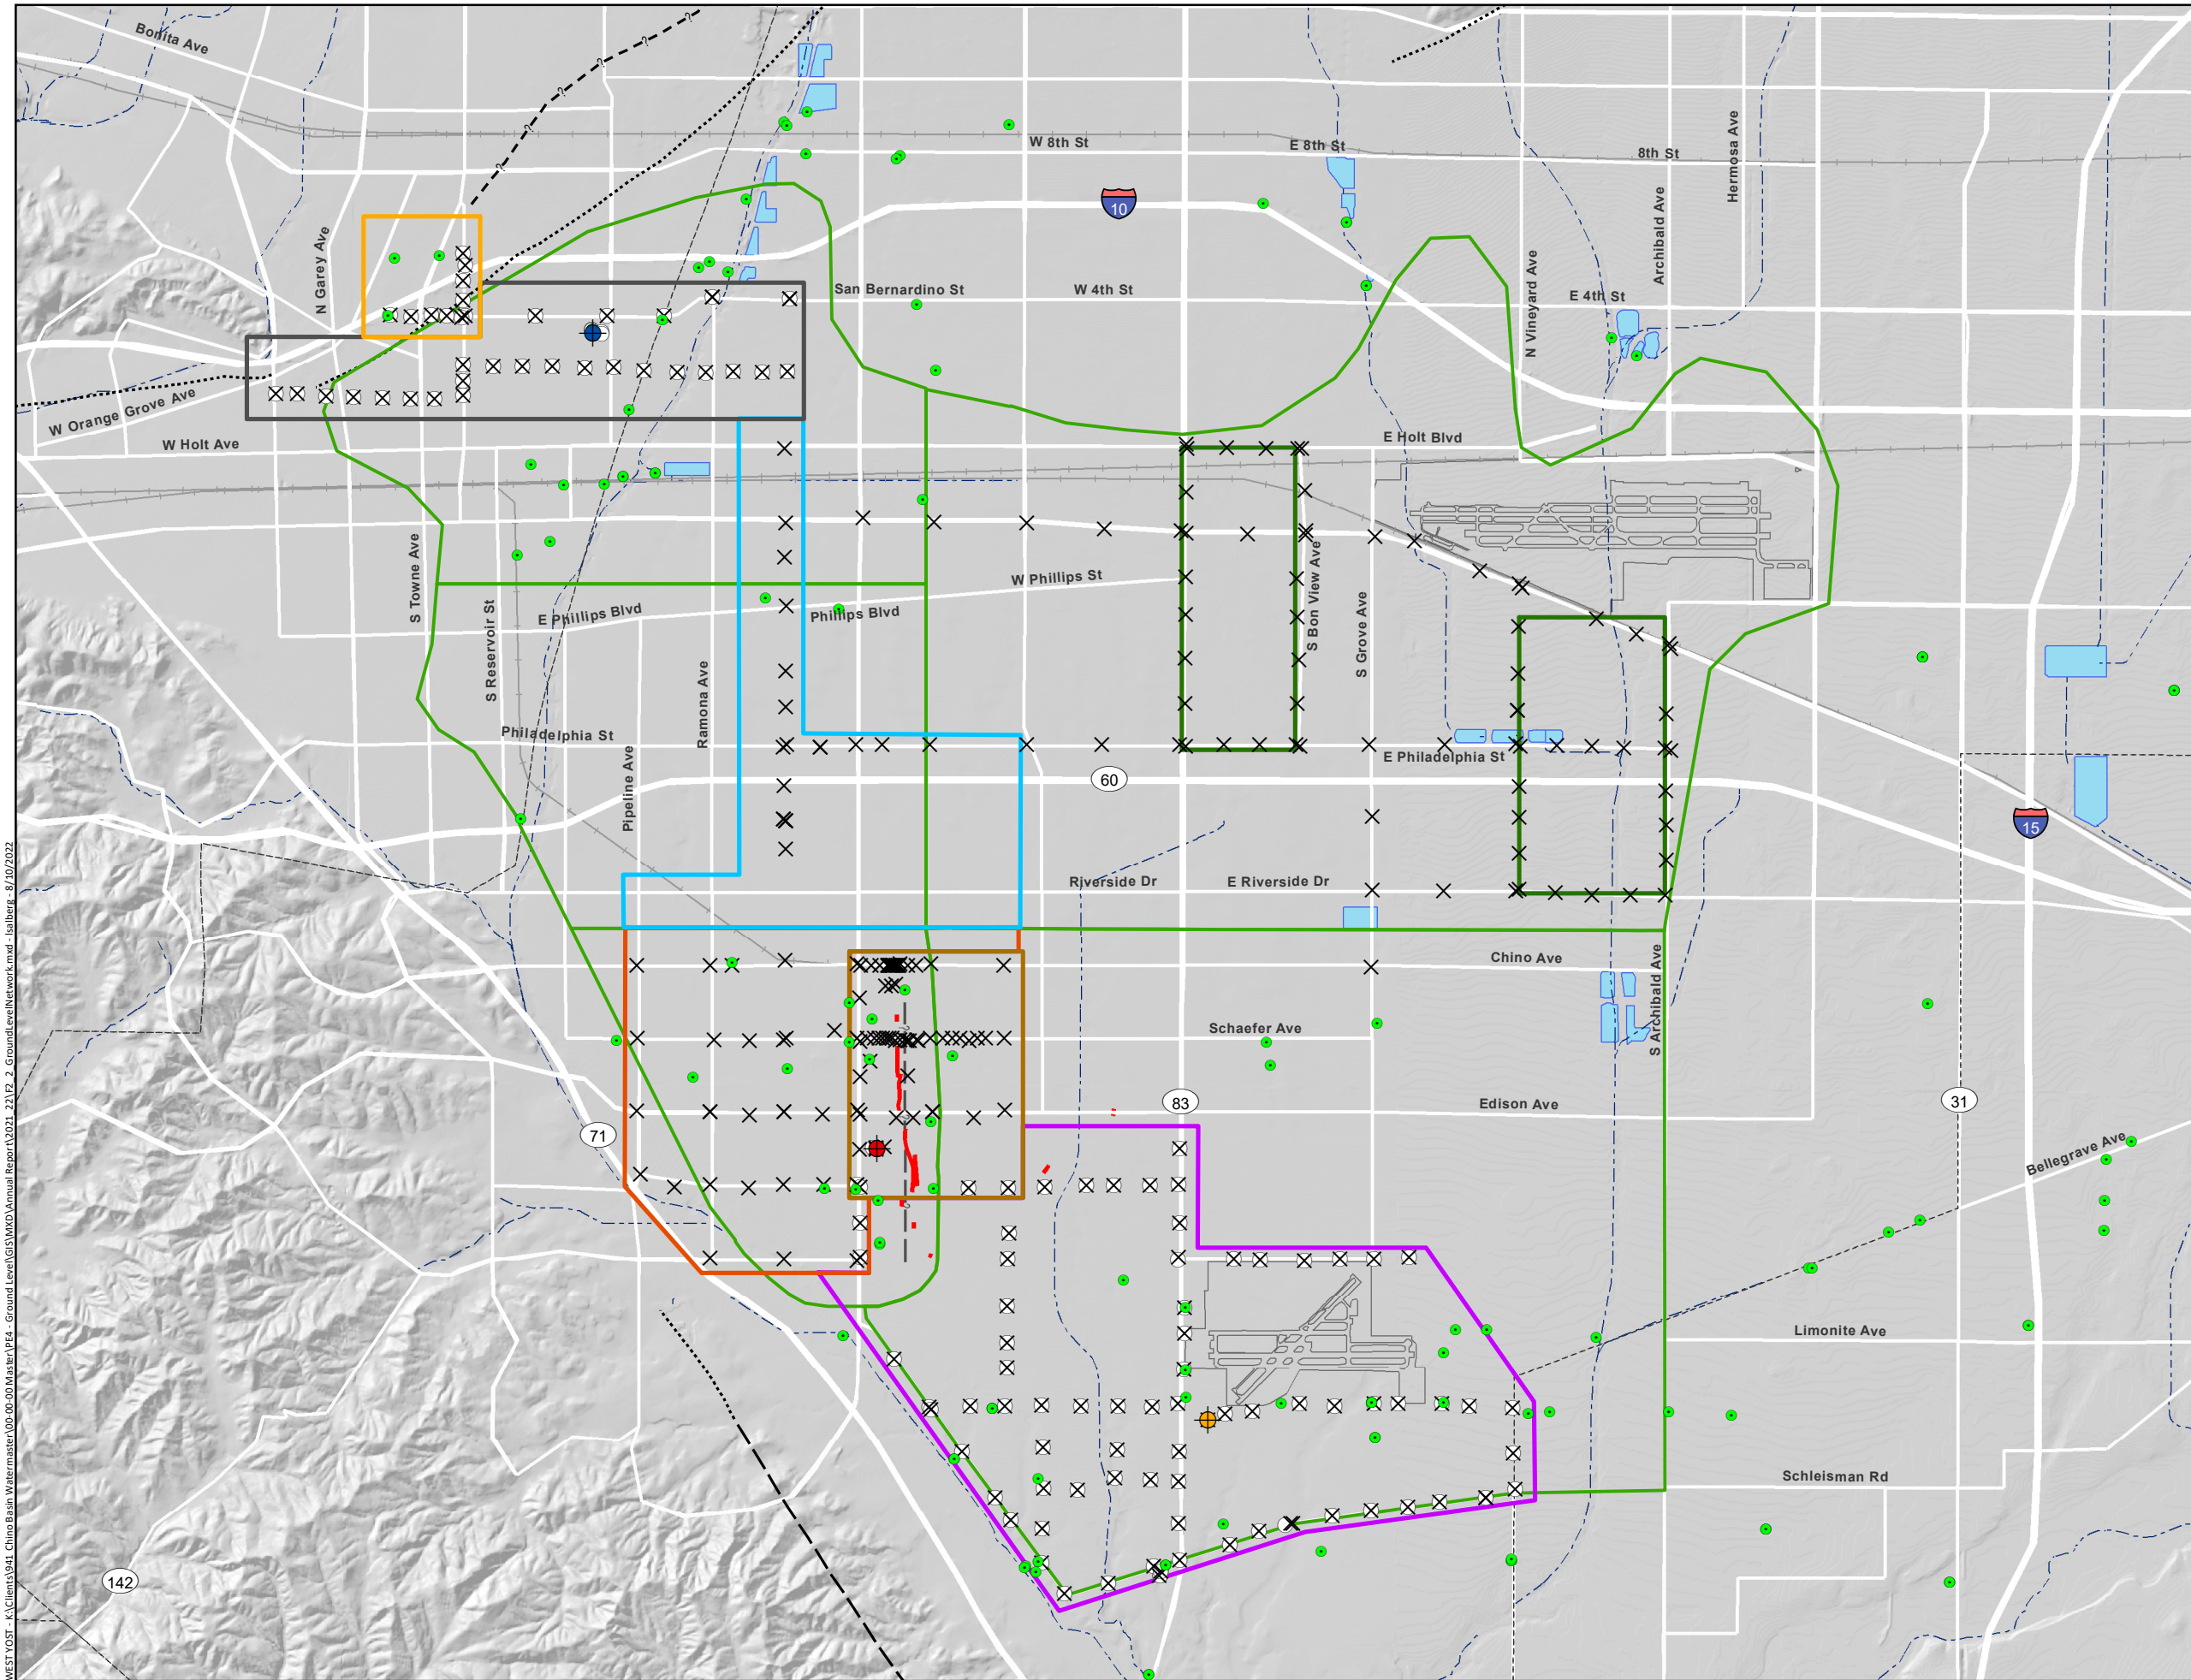 Bonita Ave
W 8th St
E 8th St
8th St
Hermosa Ave
Archibald Ave
10
N Garey Ave
San Bernardino St
W 4th St
E 4th St
N Vineyard Ave
W Orange Grove Ave
W Holt Ave
E Holt Blvd
S Towne Ave
S Reservoir St
E Phillips Blvd
Phillips Blvd
W Phillips St
S Bon View Ave
S Grove Ave
Ramona Ave
Philadelphia St
E Philadelphia St
Pipeline Ave
60
15
Riverside Dr
E Riverside Dr
Chino Ave
S Archibald Ave
Schaefer Ave
Edison Ave
83
31
71
Bellegrave Ave
Limonite Ave
Schleisman Rd
142
?
?
?
?
?
?
?
WEST YOST - K:\Clients\941 Chino Basin Watermaster\00-00-00 Master\PE4 - Ground Level\GIS\MXD\Annual Report\2021_22\F2_2_GroundLevelNetwork.mxd - lsalberg - 8/10/2022